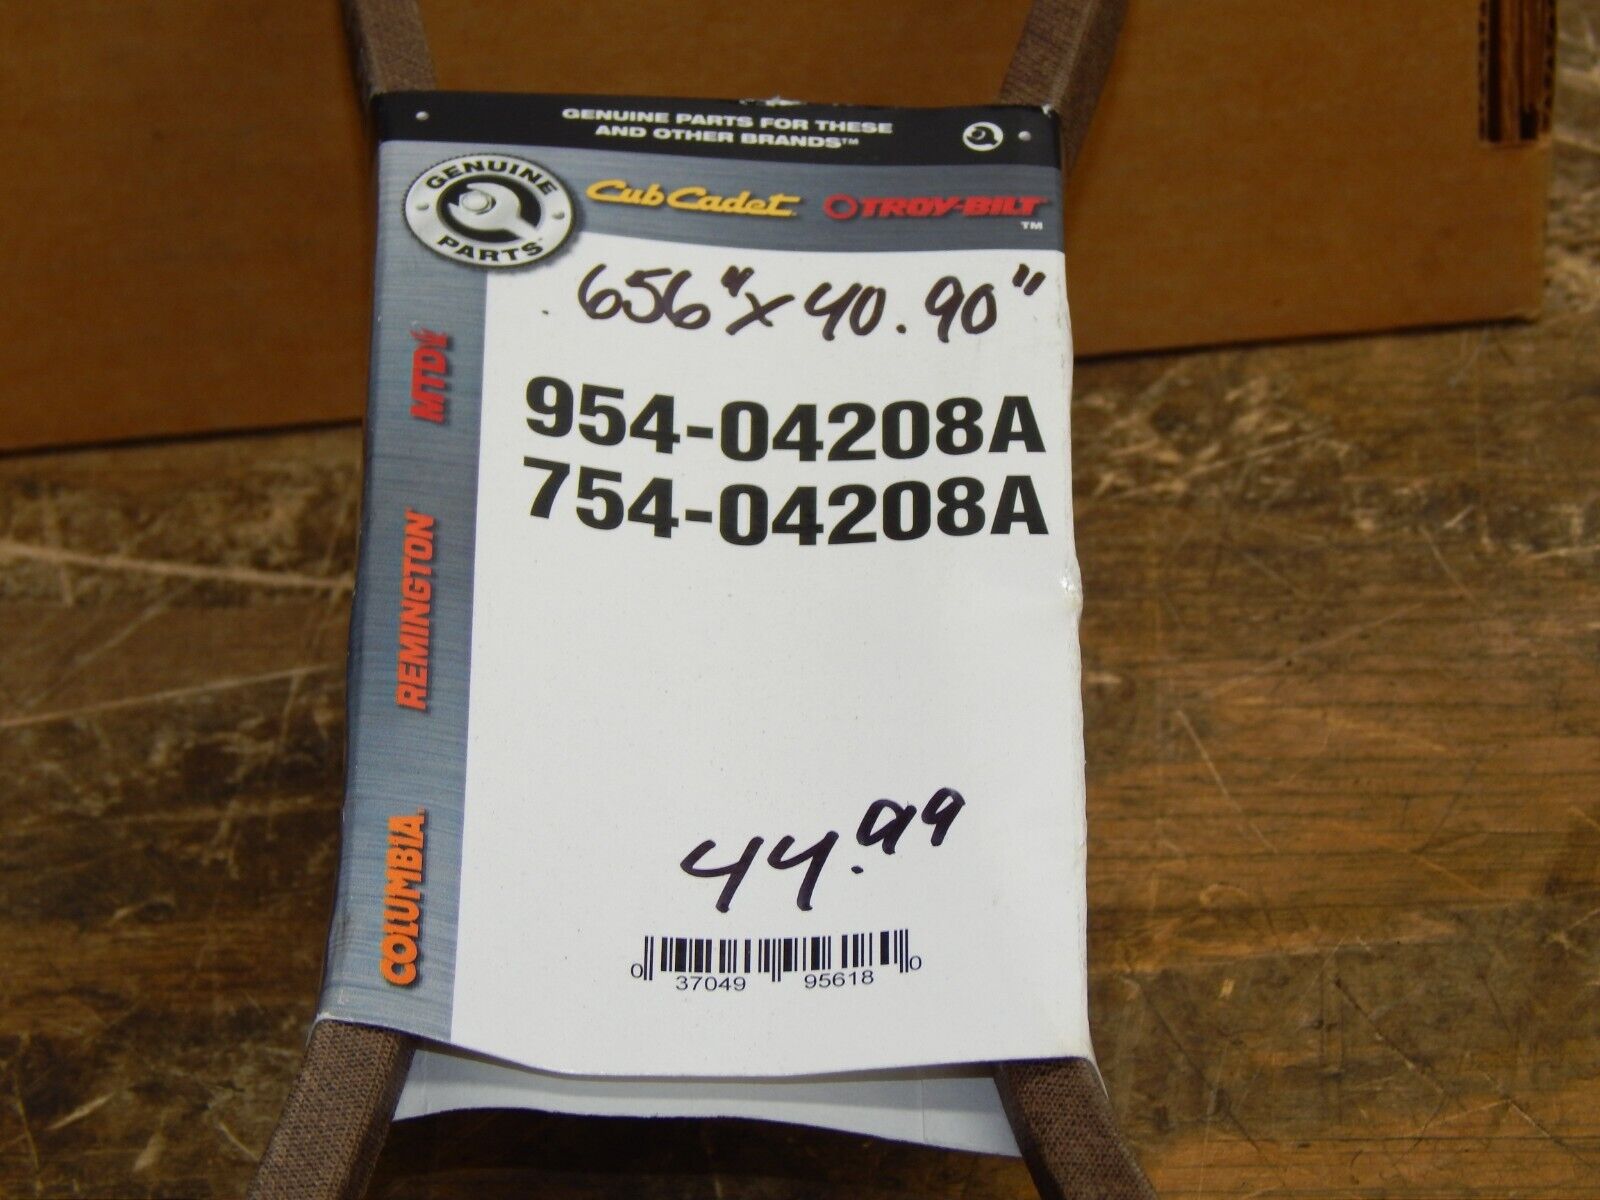 GENUINE PARTS FOR THESE
AND OTHER BRANDS™
GENUINE
PARTS
Cub Cadet
TROY-BILT
TM
.656" x 40.90"
MTD
954-04208A
754-04208A
REMINGTON
COLUMBIA
44.99
0 37049 95618 0